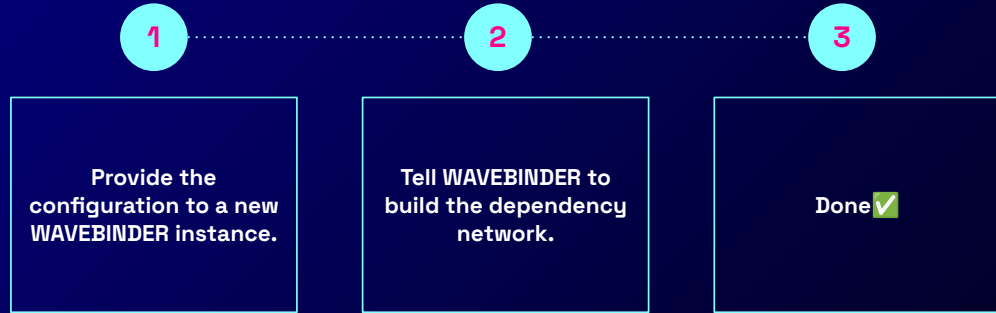 1
2
3
Provide the
configuration to a new
WAVEBINDER instance.
Tell WAVEBINDER to
build the dependency
network.
Done✅